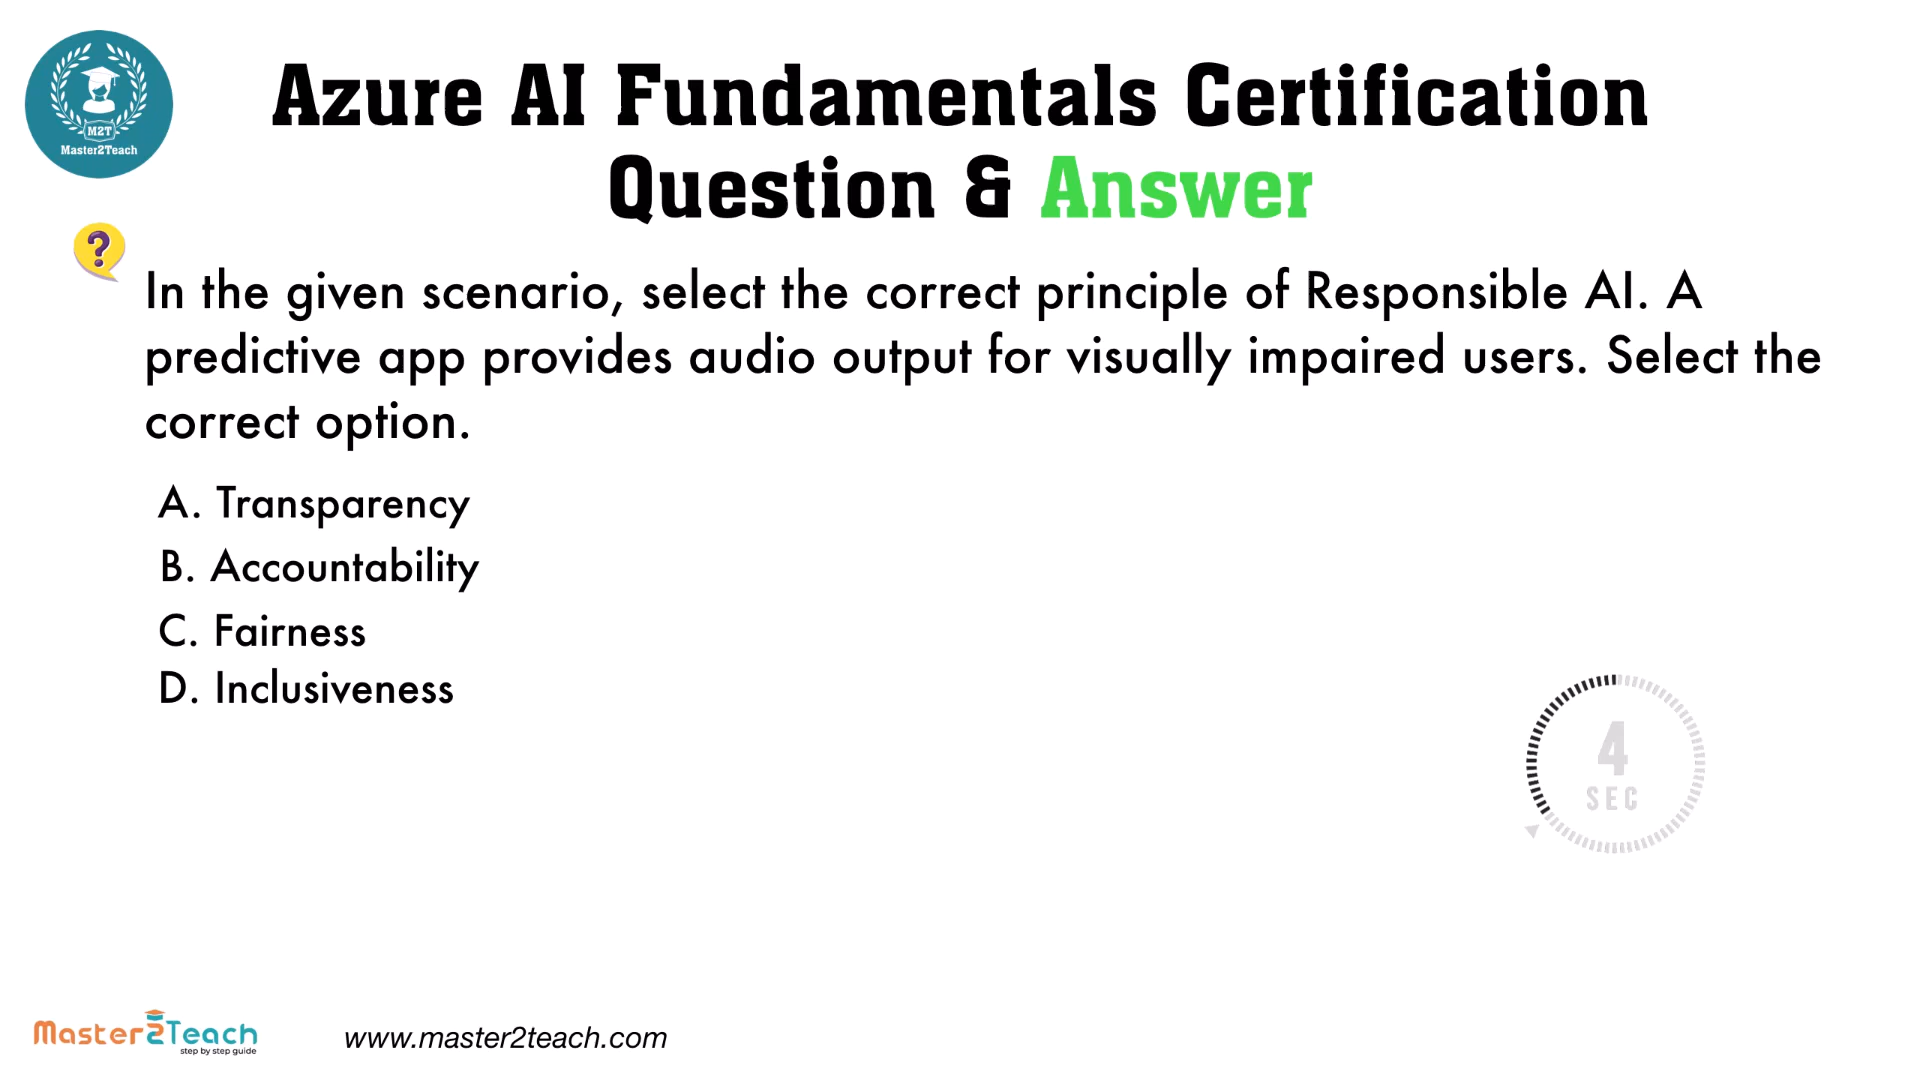 M2T
Master2Teach
Azure AI Fundamentals Certification
Question & Answer
?
In the given scenario, select the correct principle of Responsible AI. A
predictive app provides audio output for visually impaired users. Select the
correct option.
A. Transparency
B. Accountability
C. Fairness
D. Inclusiveness
4
SEC
Master2Teach
step by step guide
www.master2teach.com